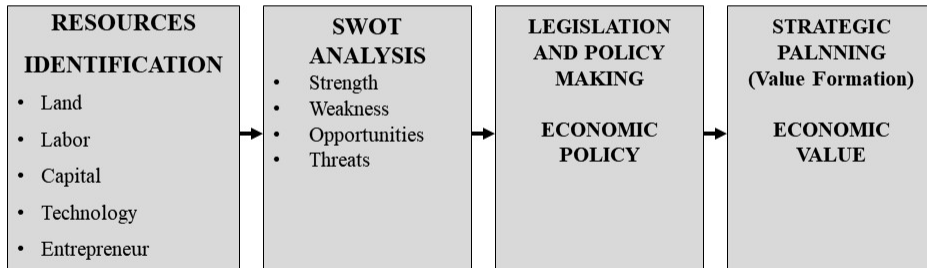 RESOURCES
IDENTIFICATION
• Land
• Labor
• Capital
• Technology
• Entrepreneur
SWOT
ANALYSIS
• Strength
• Weakness
• Opportunities
• Threats
LEGISLATION
AND POLICY
MAKING
ECONOMIC
POLICY
STRATEGIC
PALNNING
(Value Formation)
ECONOMIC
VALUE